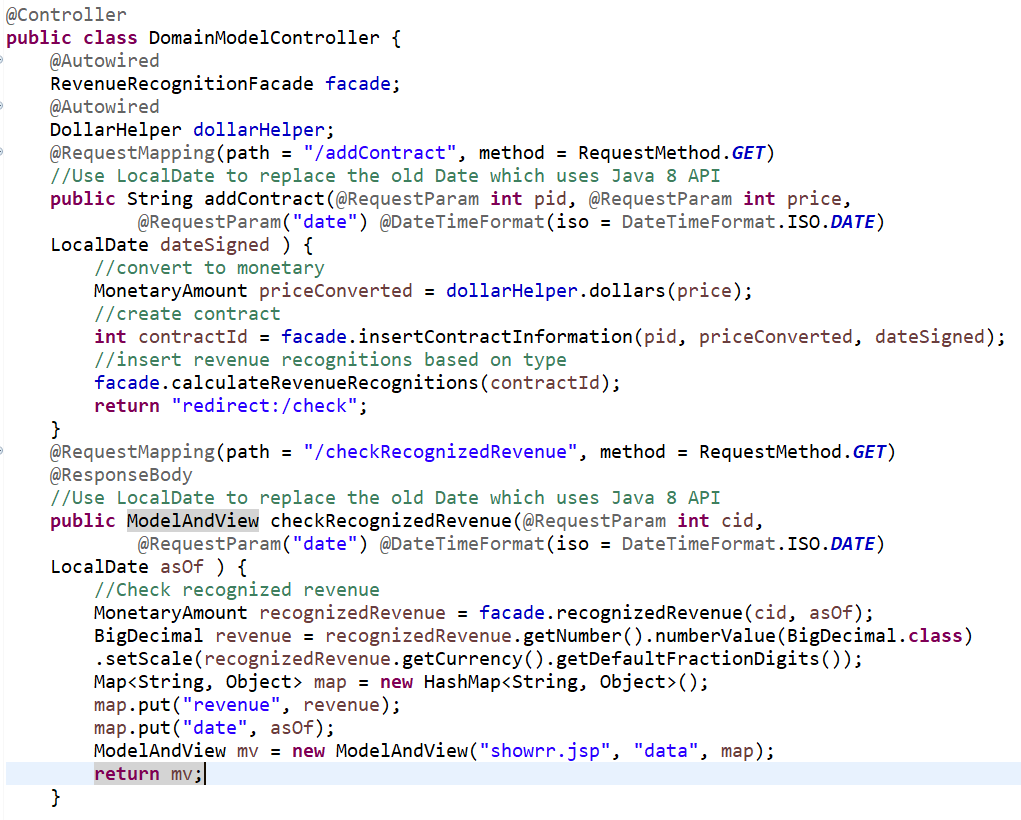 @Controller
public class DomainModelController {
    @Autowired
    RevenueRecognitionFacade facade;
    @Autowired
    DollarHelper dollarHelper;
    @RequestMapping(path = "/addContract", method = RequestMethod.GET)
    //Use LocalDate to replace the old Date which uses Java 8 API
    public String addContract(@RequestParam int pid, @RequestParam int price,
            @RequestParam("date") @DateTimeFormat(iso = DateTimeFormat.ISO.DATE)
    LocalDate dateSigned ) {
        //convert to monetary
        MonetaryAmount priceConverted = dollarHelper.dollars(price);
        //create contract
        int contractId = facade.insertContractInformation(pid, priceConverted, dateSigned);
        //insert revenue recognitions based on type
        facade.calculateRevenueRecognitions(contractId);
        return "redirect:/check";
    }
    @RequestMapping(path = "/checkRecognizedRevenue", method = RequestMethod.GET)
    @ResponseBody
    //Use LocalDate to replace the old Date which uses Java 8 API
    public ModelAndView checkRecognizedRevenue(@RequestParam int cid,
            @RequestParam("date") @DateTimeFormat(iso = DateTimeFormat.ISO.DATE)
    LocalDate asOf ) {
        //Check recognized revenue
        MonetaryAmount recognizedRevenue = facade.recognizedRevenue(cid, asOf);
        BigDecimal revenue = recognizedRevenue.getNumber().numberValue(BigDecimal.class)
        .setScale(recognizedRevenue.getCurrency().getDefaultFractionDigits());
        Map<String, Object> map = new HashMap<String, Object>();
        map.put("revenue", revenue);
        map.put("date", asOf);
        ModelAndView mv = new ModelAndView("showrr.jsp", "data", map);
        return mv;
    }